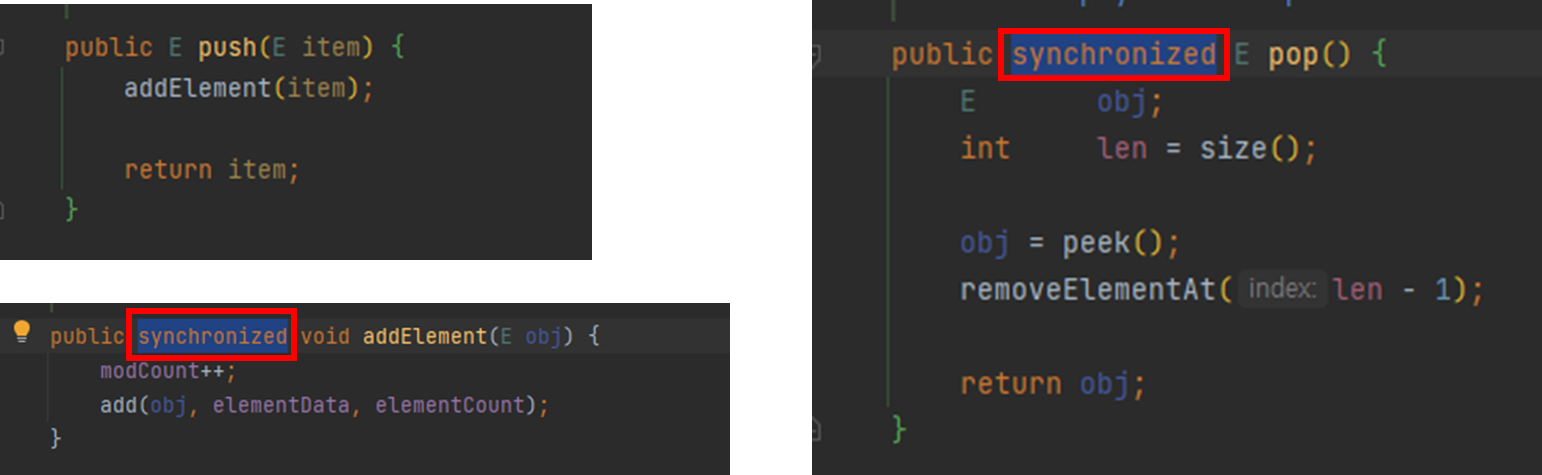 public E push(E item) {
addElement(item);
return item;
}
public synchronized void addElement(E obj) {
modCount++;
add(obj, elementData, elementCount);
}
public synchronized E pop() {
E obj;
int len = size();
obj = peek();
removeElementAt( index: len - 1);
return obj;
}